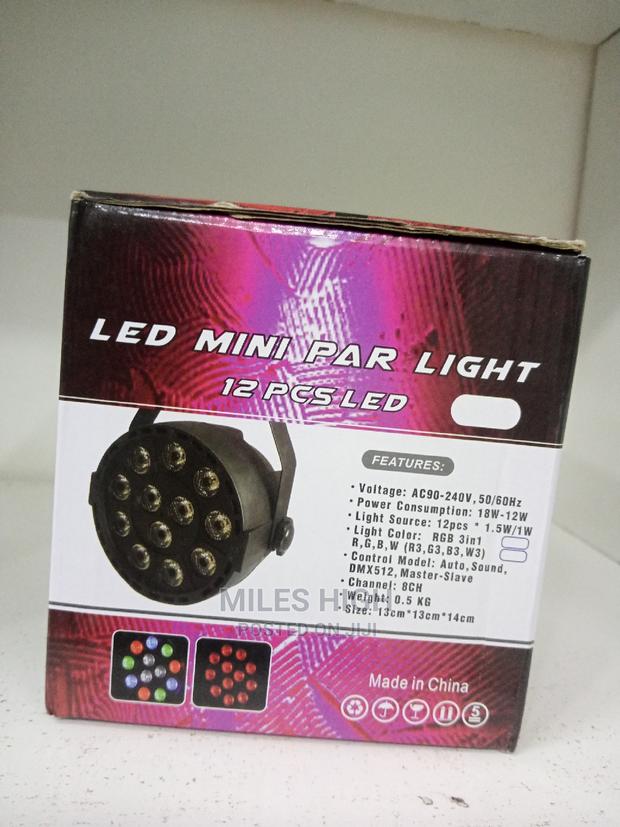 LED MINI PAR LIGHT
12 PCS LED
FEATURES:
• Voltage: AC90-240V, 50/60Hz
• Power Consumption: 18W-12W
• Light Source: 12pcs * 1.5W/1W
• Light Color: RGB 3in1
R,G,B,W (R3,G3,B3,W3)
• Control Model: Auto, Sound,
DMX512, Master-Slave
• Channel: 8CH
• Weight: 0.5 KG
• Size: 13cm*13cm*14cm
MILES HIGH
POSTED ON JIJI
Made in China
5